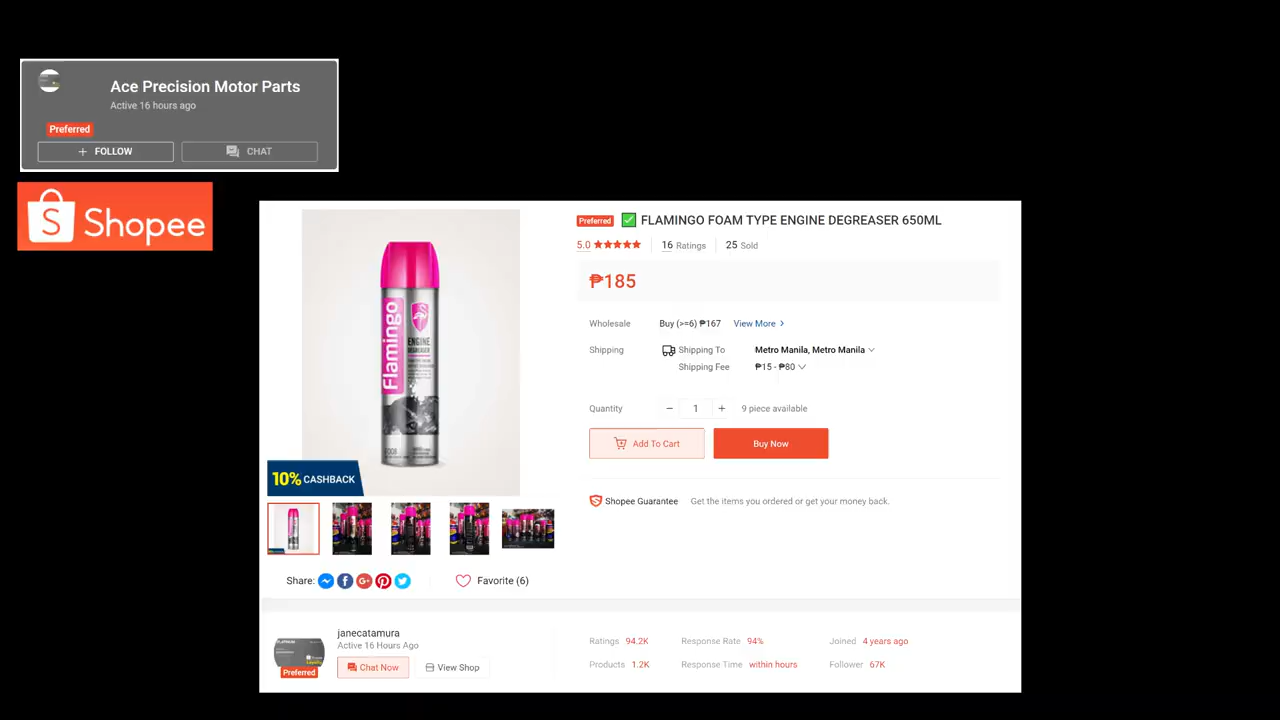 Ace Precision Motor Parts
Active 16 hours ago
Preferred
+ FOLLOW
CHAT
Shopee
Preferred ✅ FLAMINGO FOAM TYPE ENGINE DEGREASER 650ML
5.0 ★★★★★ 16 Ratings 25 Sold
₱185
Wholesale Buy (>=6) ₱167 View More >
Shipping Shipping To Metro Manila, Metro Manila
Shipping Fee ₱15 - ₱80
Quantity − 1 + 9 piece available
Add To Cart Buy Now
Shopee Guarantee Get the items you ordered or get your money back.
Flamingo
ENGINE
DEGREASER
10% CASHBACK
Share: Favorite (6)
janecatamura
Active 16 Hours Ago
Preferred
Chat Now View Shop
Ratings 94.2K Response Rate 94% Joined 4 years ago
Products 1.2K Response Time within hours Follower 67K